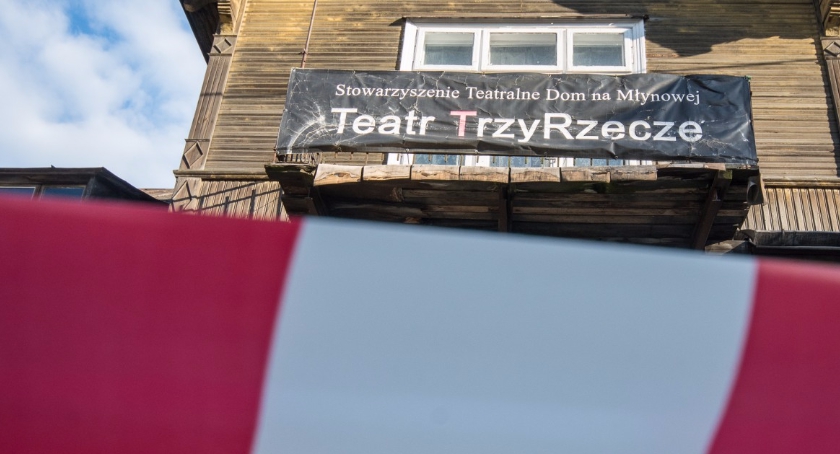 Stowarzyszenie Teatralne Dom na Młynowej
Teatr TrzyRzecze